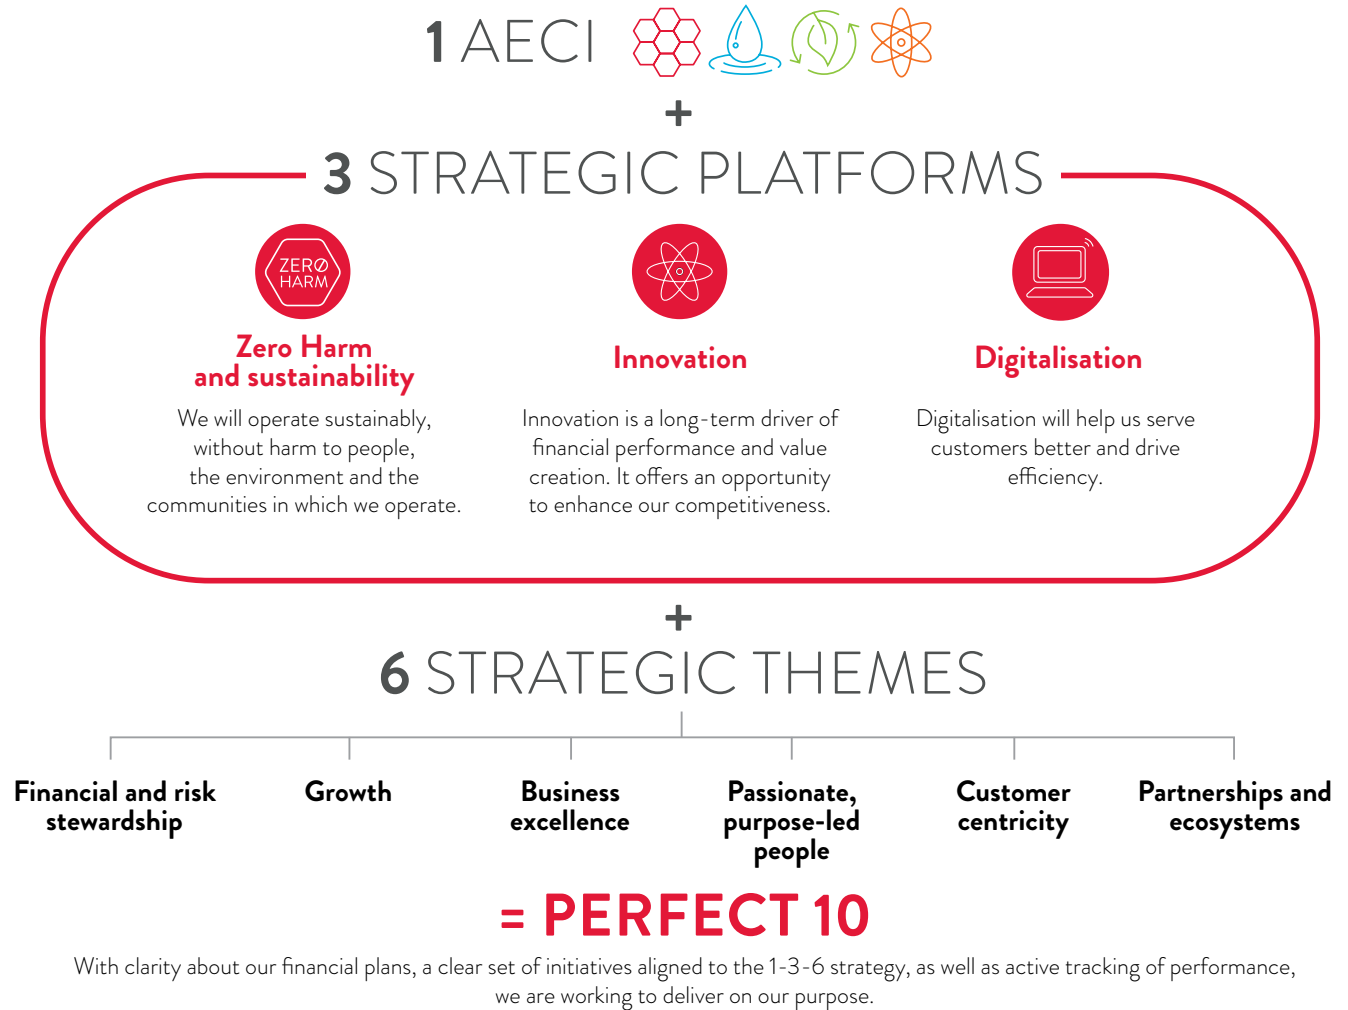 1 AECI
+
3 STRATEGIC PLATFORMS
ZERO
HARM
Zero Harm
and sustainability
We will operate sustainably,
without harm to people,
the environment and the
communities in which we operate.
Innovation
Innovation is a long-term driver of
financial performance and value
creation. It offers an opportunity
to enhance our competitiveness.
Digitalisation
Digitalisation will help us serve
customers better and drive
efficiency.
+
6 STRATEGIC THEMES
Financial and risk
stewardship
Growth
Business
excellence
Passionate,
purpose-led
people
Customer
centricity
Partnerships and
ecosystems
= PERFECT 10
With clarity about our financial plans, a clear set of initiatives aligned to the 1-3-6 strategy, as well as active tracking of performance,
we are working to deliver on our purpose.